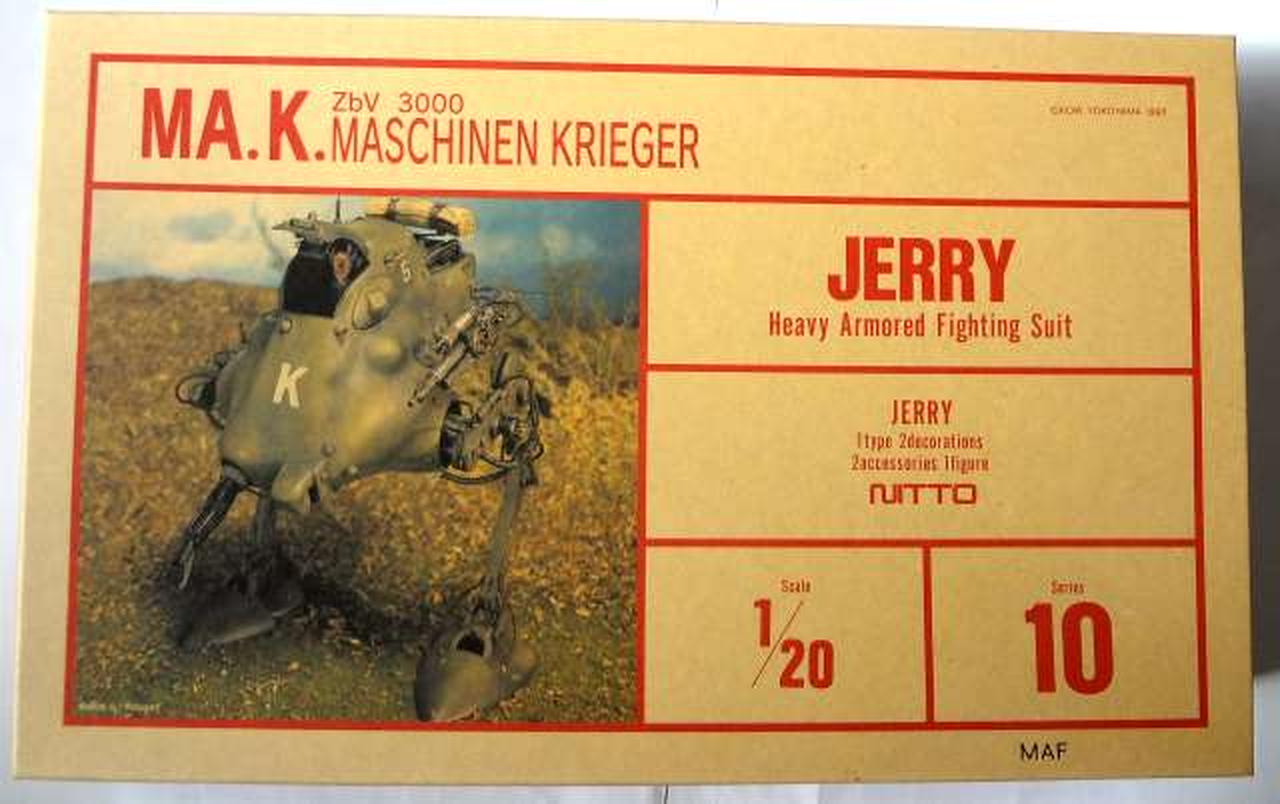 MA.K.
ZbV 3000
MASCHINEN KRIEGER
5
K
JERRY
Heavy Armored Fighting Suit
JERRY
1type 2decorations
2accessories 1figure
NITTO
Scale
1/20
Series
10
MAF